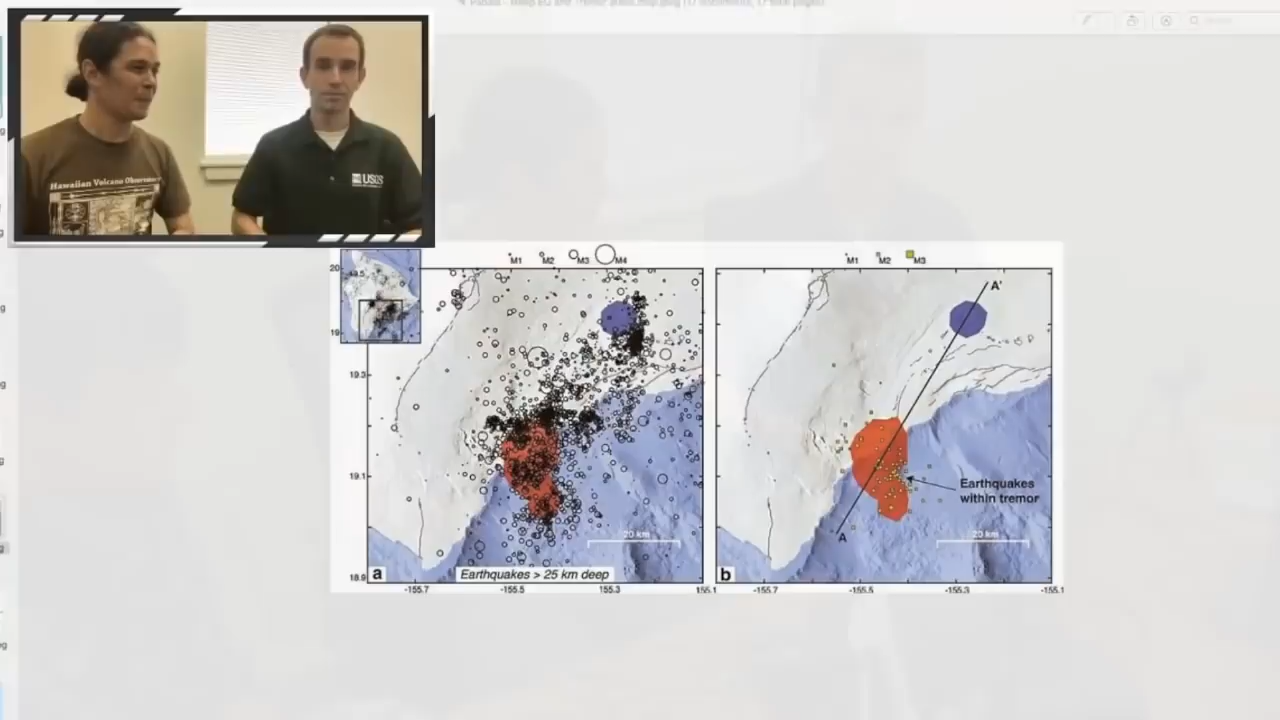 Hawaiian Volcano Observatory
USGS
M1
M2
M3
M4
M1
M2
M3
20
19
19.3
19.1
18.9
a
Earthquakes > 25 km deep
20 km
-155.7
-155.5
-155.3
-155.1
A'
A
Earthquakes
within tremor
20 km
b
-155.7
-155.5
-155.3
-155.1